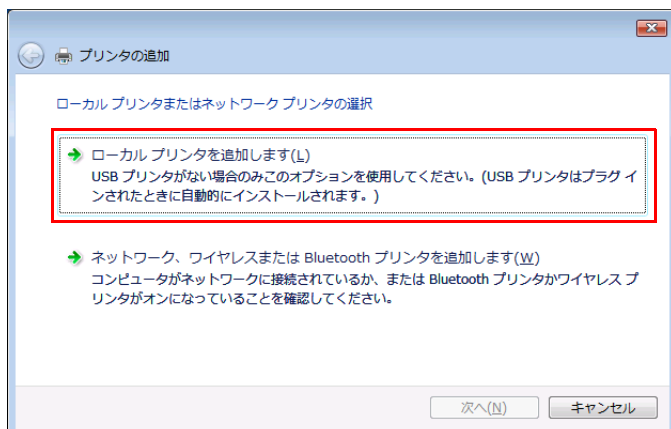 プリンタの追加
ローカル プリンタまたはネットワーク プリンタの選択
ローカル プリンタを追加します(L)
USB プリンタがない場合のみこのオプションを使用してください。(USB プリンタはプラグ イ
ンされたときに自動的にインストールされます。)
ネットワーク、ワイヤレスまたは Bluetooth プリンタを追加します(W)
コンピュータがネットワークに接続されているか、または Bluetooth プリンタかワイヤレス プ
リンタがオンになっていることを確認してください。
次へ(N) キャンセル